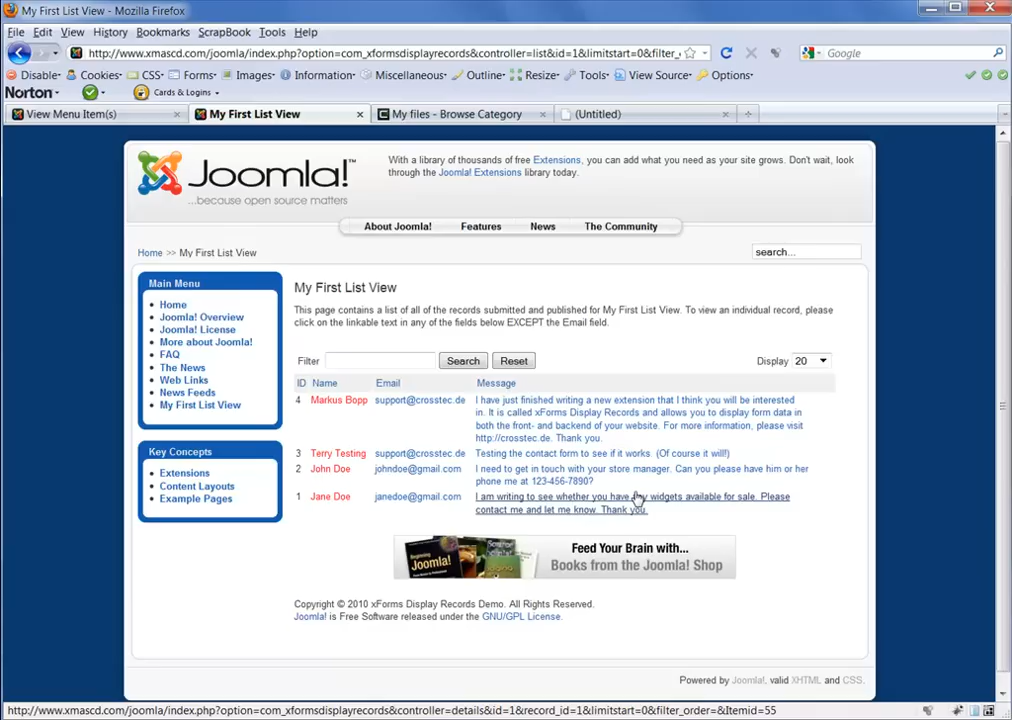 My First List View - Mozilla Firefox
File Edit View History Bookmarks ScrapBook Tools Help
http://www.xmascd.com/joomla/index.php?option=com_xformsdisplayrecords&controller=list&id=1&limitstart=0&filter_
Google
Disable Cookies CSS Forms Images Information Miscellaneous Outline Resize Tools View Source Options
Norton Cards & Logins
View Menu Item(s) My First List View My files - Browse Category (Untitled)
Joomla!™
...because open source matters
With a library of thousands of free Extensions, you can add what you need as your site grows. Don't wait, look
through the Joomla! Extensions library today.
About Joomla! Features News The Community
Home >> My First List View
search...
Main Menu
Home
Joomla! Overview
Joomla! License
More about Joomla!
FAQ
The News
Web Links
News Feeds
My First List View
Key Concepts
Extensions
Content Layouts
Example Pages
My First List View
This page contains a list of all of the records submitted and published for My First List View. To view an individual record, please
click on the linkable text in any of the fields below EXCEPT the Email field.
Filter Search Reset Display 20
ID Name Email Message
4 Markus Bopp support@crosstec.de I have just finished writing a new extension that I think you will be interested
in. It is called xForms Display Records and allows you to display form data in
both the front- and backend of your website. For more information, please visit
http://crosstec.de. Thank you.
3 Terry Testing support@crosstec.de Testing the contact form to see if it works. (Of course it will!)
2 John Doe johndoe@gmail.com I need to get in touch with your store manager. Can you please have him or her
phone me at 123-456-7890?
1 Jane Doe janedoe@gmail.com I am writing to see whether you have any widgets available for sale. Please
contact me and let me know. Thank you.
Beginning Joomla!
Feed Your Brain with...
Books from the Joomla! Shop
Copyright © 2010 xForms Display Records Demo. All Rights Reserved.
Joomla! is Free Software released under the GNU/GPL License.
Powered by Joomla!. valid XHTML and CSS.
http://www.xmascd.com/joomla/index.php?option=com_xformsdisplayrecords&controller=details&id=1&record_id=1&limitstart=0&filter_order=&Itemid=55